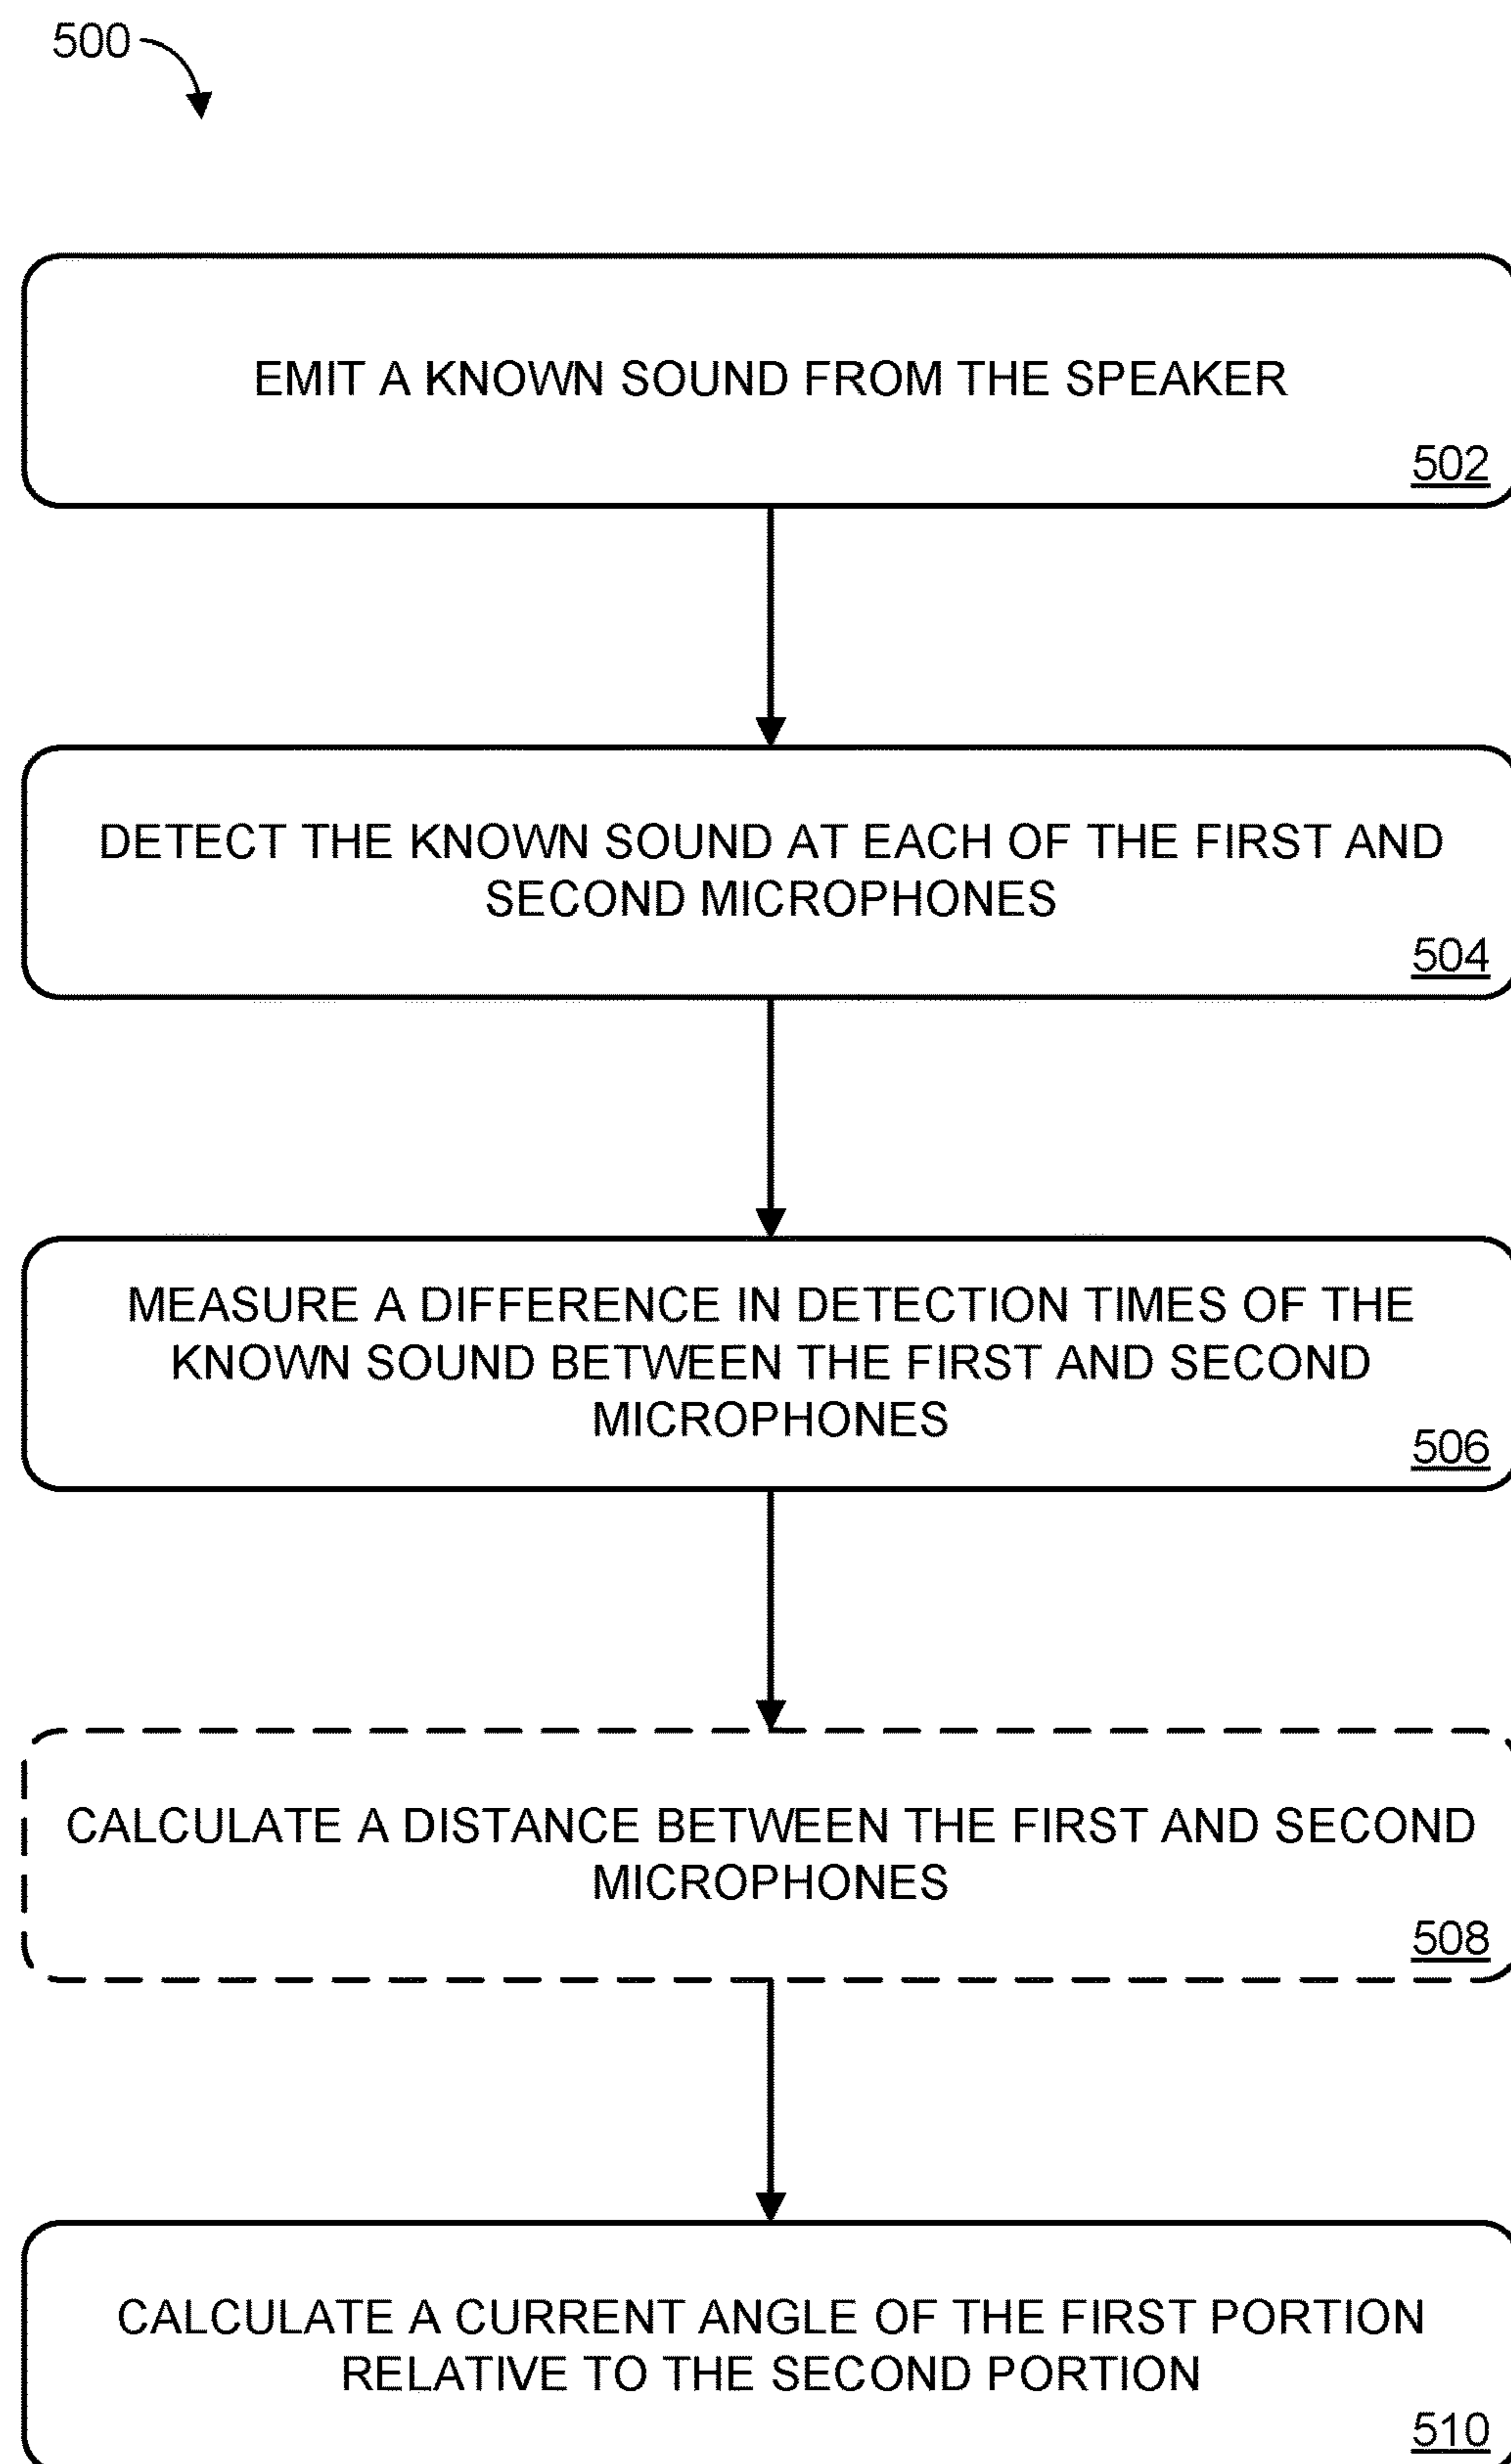 500
EMIT A KNOWN SOUND FROM THE SPEAKER
502
DETECT THE KNOWN SOUND AT EACH OF THE FIRST AND
SECOND MICROPHONES
504
MEASURE A DIFFERENCE IN DETECTION TIMES OF THE
KNOWN SOUND BETWEEN THE FIRST AND SECOND
MICROPHONES
506
CALCULATE A DISTANCE BETWEEN THE FIRST AND SECOND
MICROPHONES
508
CALCULATE A CURRENT ANGLE OF THE FIRST PORTION
RELATIVE TO THE SECOND PORTION
510